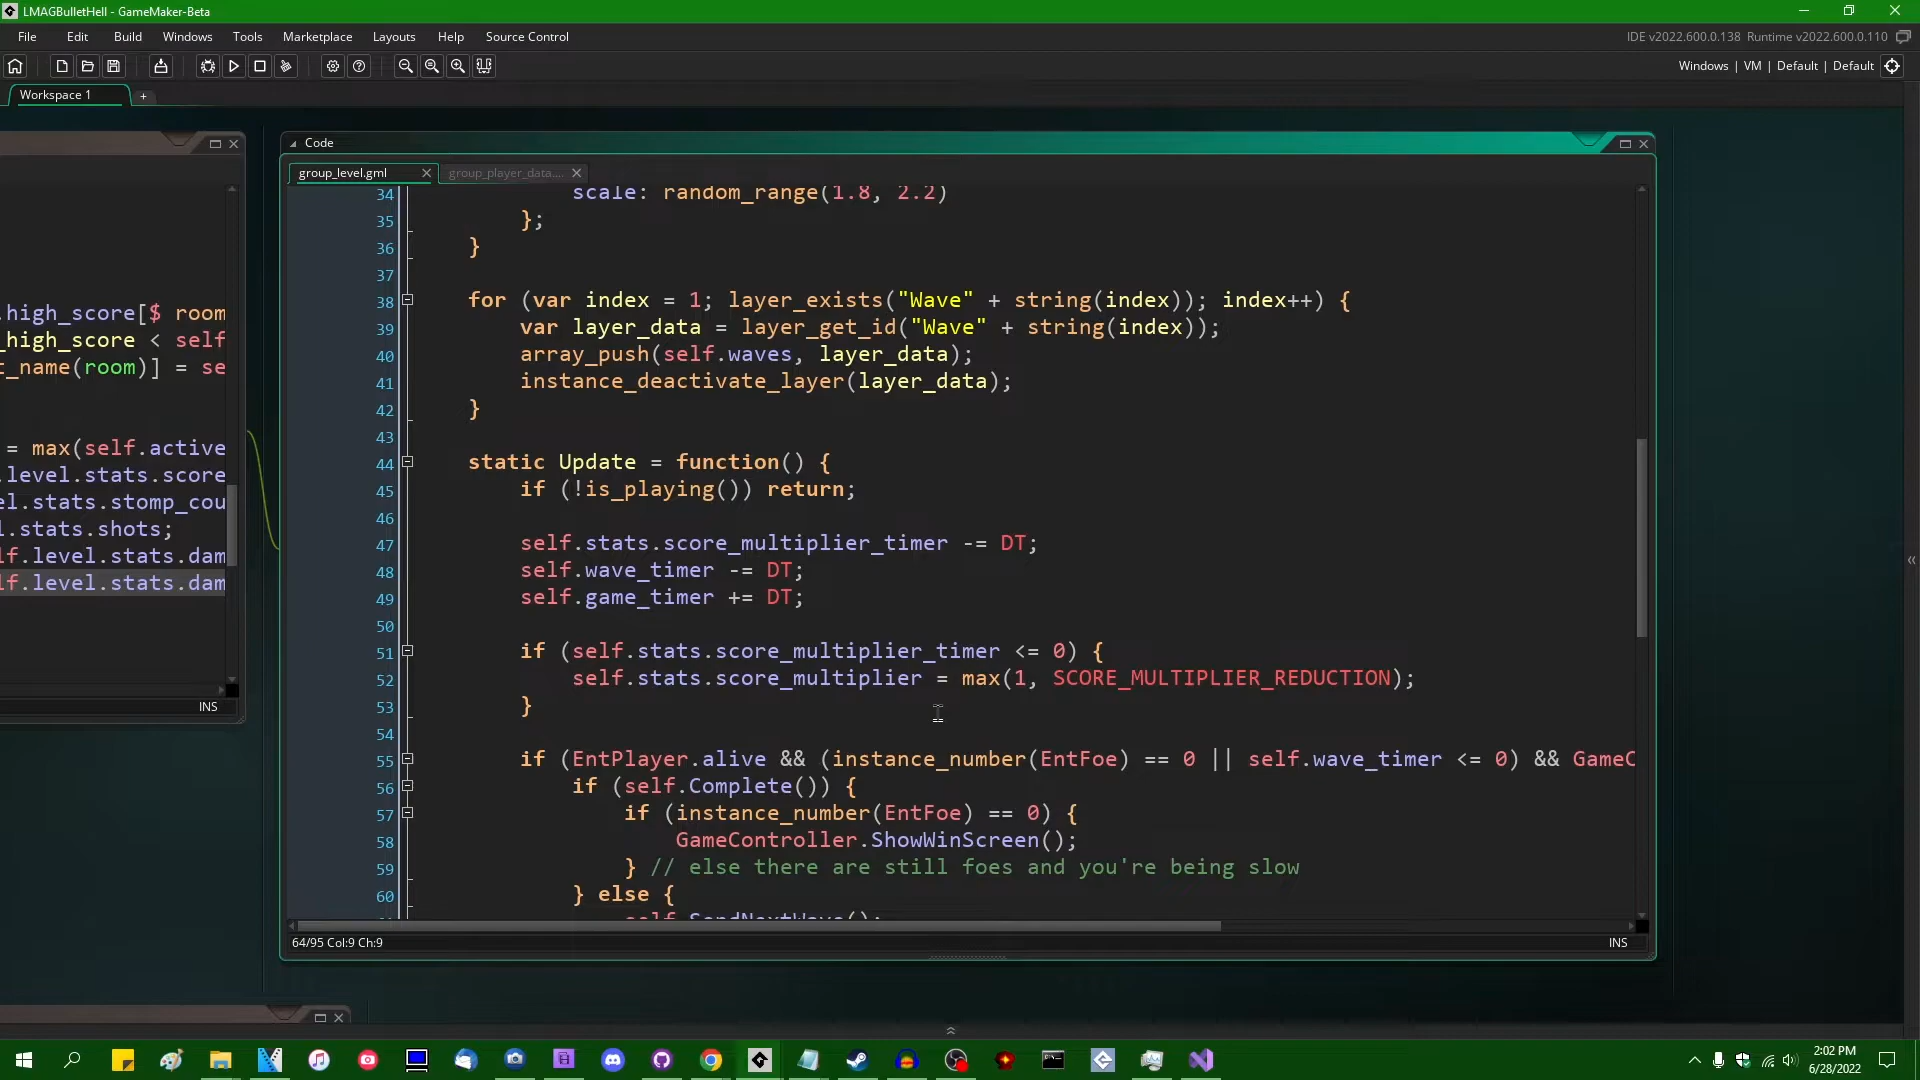 LMAGBulletHell - GameMaker-Beta
File Edit Build Windows Tools Marketplace Layouts Help Source Control
IDE v2022.600.0.138 Runtime v2022.600.0.110
Windows | VM | Default | Default
Workspace 1 +
Code
group_level.gml
group_player_data....
high_score[$ room
_high_score < self
t_name(room)] = se
= max(self.active
.level.stats.score
el.stats.stomp_cou
l.stats.shots;
lf.level.stats.dam
lf.level.stats.dam
INS
34 scale: random_range(1.8, 2.2)
35 };
36 }
37
38 for (var index = 1; layer_exists("Wave" + string(index)); index++) {
39 var layer_data = layer_get_id("Wave" + string(index));
40 array_push(self.waves, layer_data);
41 instance_deactivate_layer(layer_data);
42 }
43
44 static Update = function() {
45 if (!is_playing()) return;
46
47 self.stats.score_multiplier_timer -= DT;
48 self.wave_timer -= DT;
49 self.game_timer += DT;
50
51 if (self.stats.score_multiplier_timer <= 0) {
52 self.stats.score_multiplier = max(1, SCORE_MULTIPLIER_REDUCTION);
53 }
54
55 if (EntPlayer.alive && (instance_number(EntFoe) == 0 || self.wave_timer <= 0) && GameC
56 if (self.Complete()) {
57 if (instance_number(EntFoe) == 0) {
58 GameController.ShowWinScreen();
59 } // else there are still foes and you're being slow
60 } else {
self.SendNextWave();
64/95 Col:9 Ch:9
INS
2:02 PM
6/28/2022